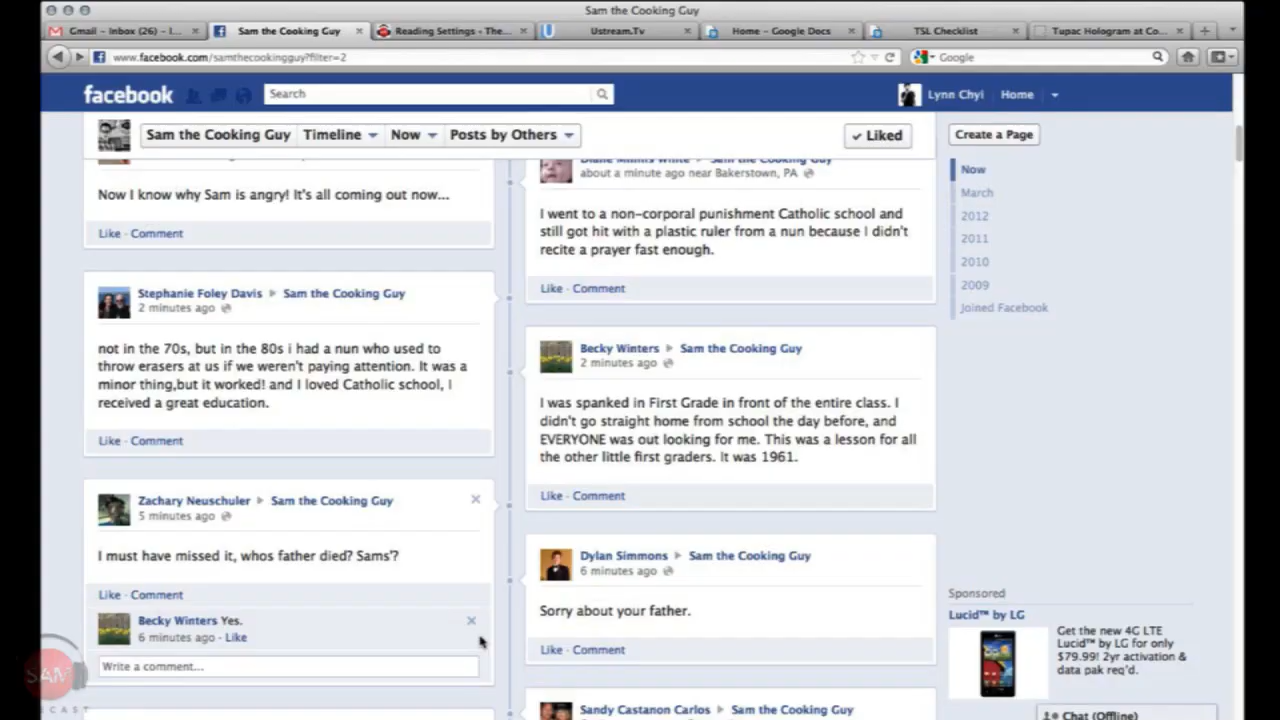 Sam the Cooking Guy
Gmail - Inbox (26) - l...
Sam the Cooking Guy
Reading Settings - The...
Ustream.Tv
Home - Google Docs
TSL Checklist
Tupac Hologram at Co...
www.facebook.com/samthecookingguy?filter=2
Google
facebook
Search
Lynn Chyl
Home
Sam the Cooking Guy
Timeline
Now
Posts by Others
Liked
Create a Page
Now I know why Sam is angry! It's all coming out now...
Like · Comment
Stephanie Foley Davis
Sam the Cooking Guy
2 minutes ago
not in the 70s, but in the 80s i had a nun who used to
throw erasers at us if we weren't paying attention. It was a
minor thing,but it worked! and I loved Catholic school, I
received a great education.
Like · Comment
Zachary Neuschuler
Sam the Cooking Guy
5 minutes ago
I must have missed it, whos father died? Sams'?
Like · Comment
Becky Winters Yes.
6 minutes ago · Like
Write a comment...
Sam the Cooking Guy
about a minute ago near Bakerstown, PA
I went to a non-corporal punishment Catholic school and
still got hit with a plastic ruler from a nun because I didn't
recite a prayer fast enough.
Like · Comment
Becky Winters
Sam the Cooking Guy
2 minutes ago
I was spanked in First Grade in front of the entire class. I
didn't go straight home from school the day before, and
EVERYONE was out looking for me. This was a lesson for all
the other little first graders. It was 1961.
Like · Comment
Dylan Simmons
Sam the Cooking Guy
6 minutes ago
Sorry about your father.
Like · Comment
Sandy Castanon Carlos
Sam the Cooking Guy
Now
March
2012
2011
2010
2009
Joined Facebook
Sponsored
Lucid™ by LG
Get the new 4G LTE
Lucid™ by LG for only
$79.99! 2yr activation &
data pak req'd.
Chat (Offline)
SAM
CAST